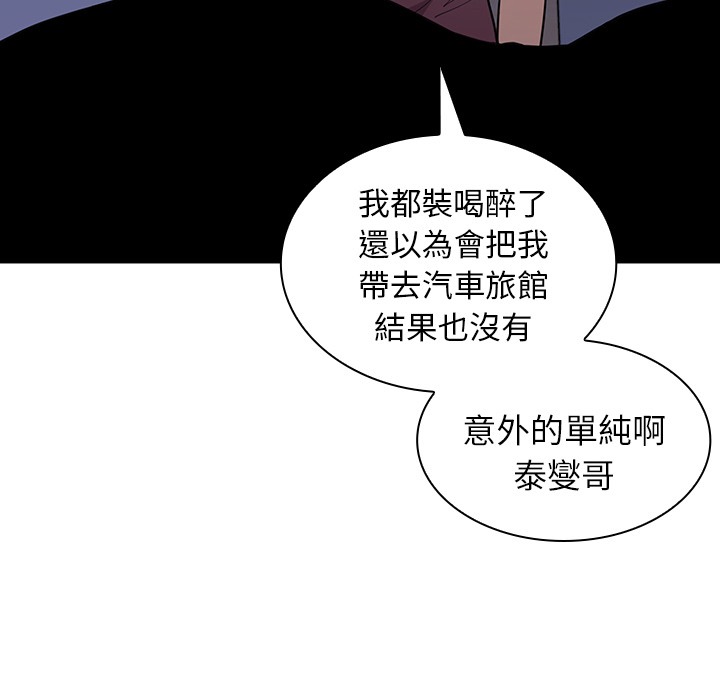 我都裝喝醉了
還以為會把我
帶去汽車旅館
結果也沒有
意外的單純啊
泰燮哥